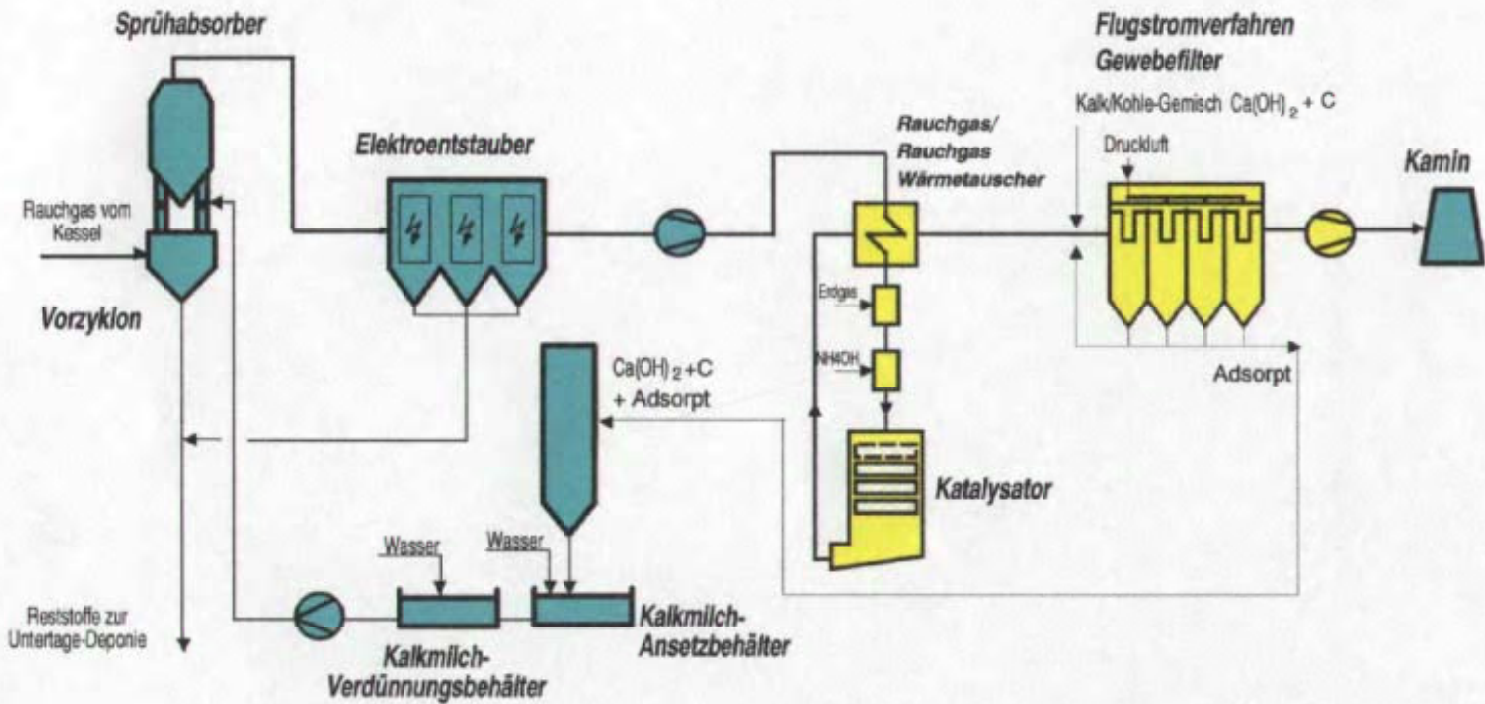 Sprühabsorber
Flugstromverfahren
Gewebefilter
Kalk/Kohle-Gemisch Ca(OH)2 + C
Druckluft
Kamin
Rauchgas/
Rauchgas
Wärmetauscher
Elektroentstauber
Rauchgas vom
Kessel
Vorzyklon
Erdgas
NH4OH
Ca(OH)2+C
+ Adsorpt
Adsorpt
Katalysator
Wasser
Wasser
Reststoffe zur
Untertage-Deponie
Kalkmilch-
Ansetzbehälter
Kalkmilch-
Verdünnungsbehälter